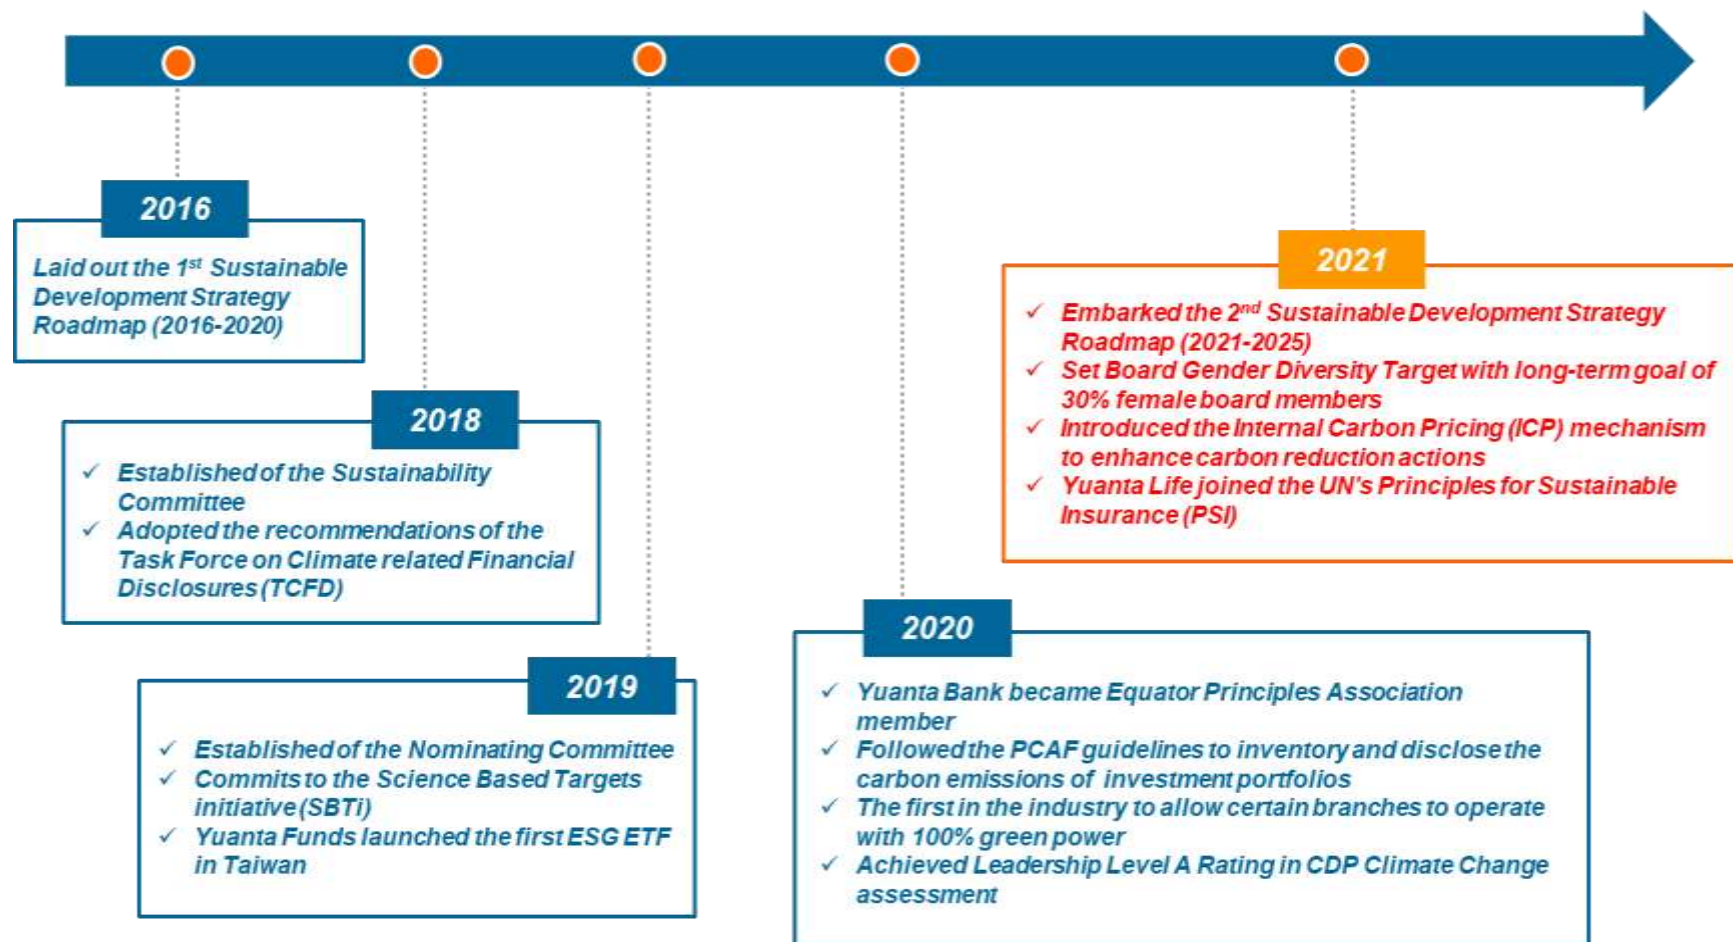 2016
Laid out the 1st Sustainable
Development Strategy
Roadmap (2016-2020)
2018
✓ Established of the Sustainability
Committee
✓ Adopted the recommendations of the
Task Force on Climate related Financial
Disclosures (TCFD)
2019
✓ Established of the Nominating Committee
✓ Commits to the Science Based Targets
initiative (SBTi)
✓ Yuanta Funds launched the first ESG ETF
in Taiwan
2020
✓ Yuanta Bank became Equator Principles Association
member
✓ Followed the PCAF guidelines to inventory and disclose the
carbon emissions of investment portfolios
✓ The first in the industry to allow certain branches to operate
with 100% green power
✓ Achieved Leadership Level A Rating in CDP Climate Change
assessment
2021
✓ Embarked the 2nd Sustainable Development Strategy
Roadmap (2021-2025)
✓ Set Board Gender Diversity Target with long-term goal of
30% female board members
✓ Introduced the Internal Carbon Pricing (ICP) mechanism
to enhance carbon reduction actions
✓ Yuanta Life joined the UN's Principles for Sustainable
Insurance (PSI)